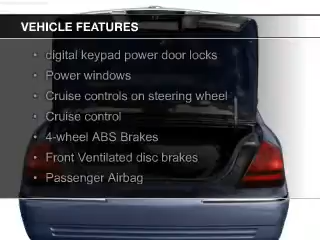 VEHICLE FEATURES
• digital keypad power door locks
• Power windows
• Cruise controls on steering wheel
• Cruise control
• 4-wheel ABS Brakes
• Front Ventilated disc brakes
• Passenger Airbag